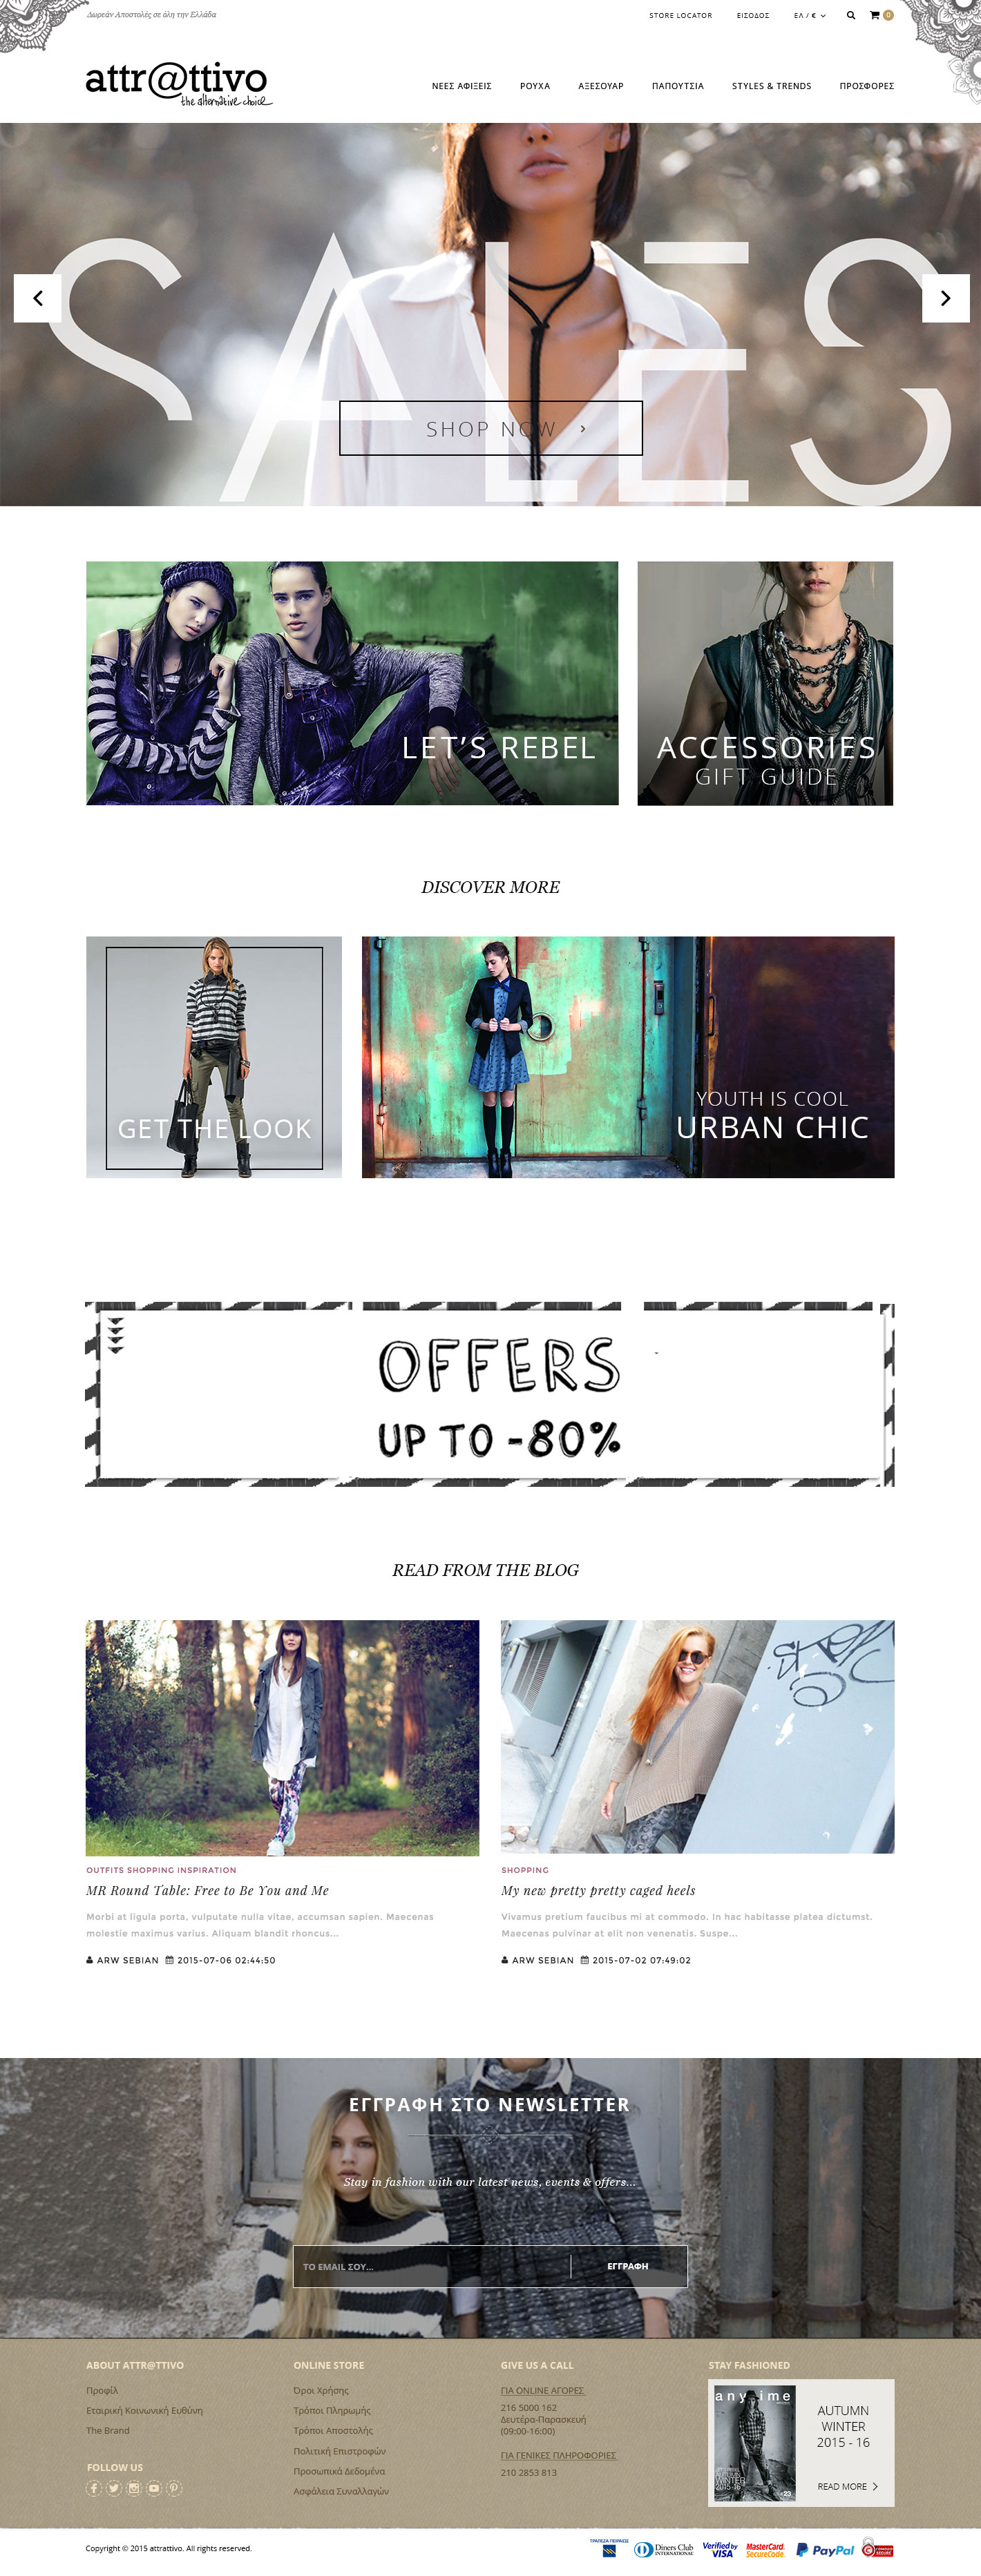 Δωρεάν Αποστολές σε όλη την Ελλάδα
STORE LOCATOR ΕΙΣΟΔΟΣ ΕΛ / € 0
attr@ttivo
the alternative choice
ΝΕΕΣ ΑΦΙΞΕΙΣ ΡΟΥΧΑ ΑΞΕΣΟΥΑΡ ΠΑΠΟΥΤΣΙΑ STYLES & TRENDS ΠΡΟΣΦΟΡΕΣ
SALES
SHOP NOW
LET'S REBEL
ACCESSORIES
GIFT GUIDE
DISCOVER MORE
GET THE LOOK
YOUTH IS COOL
URBAN CHIC
OFFERS
UP TO -80%
READ FROM THE BLOG
OUTFITS SHOPPING INSPIRATION
MR Round Table: Free to Be You and Me
Morbi at ligula porta, vulputate nulla vitae, accumsan sapien. Maecenas
molestie maximus varius. Aliquam blandit rhoncus...
ARW SEBIAN 2015-07-06 02:44:50
SHOPPING
My new pretty pretty caged heels
Vivamus pretium faucibus mi at commodo. In hac habitasse platea dictumst.
Maecenas pulvinar at elit non venenatis. Suspe...
ARW SEBIAN 2015-07-02 07:49:02
ΕΓΓΡΑΦΗ ΣΤΟ NEWSLETTER
Stay in fashion with our latest news, events & offers...
ΤΟ EMAIL ΣΟΥ... ΕΓΓΡΑΦΗ
ABOUT ATTR@TTIVO
Προφίλ
Εταιρική Κοινωνική Ευθύνη
The Brand
FOLLOW US
ONLINE STORE
Όροι Χρήσης
Τρόποι Πληρωμής
Τρόποι Αποστολής
Πολιτική Επιστροφών
Προσωπικά Δεδομένα
Ασφάλεια Συναλλαγών
GIVE US A CALL
ΓΙΑ ONLINE ΑΓΟΡΕΣ
216 5000 162
Δευτέρα-Παρασκευή
(09:00-16:00)
ΓΙΑ ΓΕΝΙΚΕΣ ΠΛΗΡΟΦΟΡΙΕΣ
210 2853 813
STAY FASHIONED
WINTER
2015-16
#23
AUTUMN
WINTER
2015 - 16
READ MORE
Copyright © 2015 attrattivo. All rights reserved.
ΤΡΑΠΕΖΑ ΠΕΙΡΑΙΩΣ
Diners Club
INTERNATIONAL
Verified by
VISA
MasterCard.
SecureCode.
PayPal
SECURE